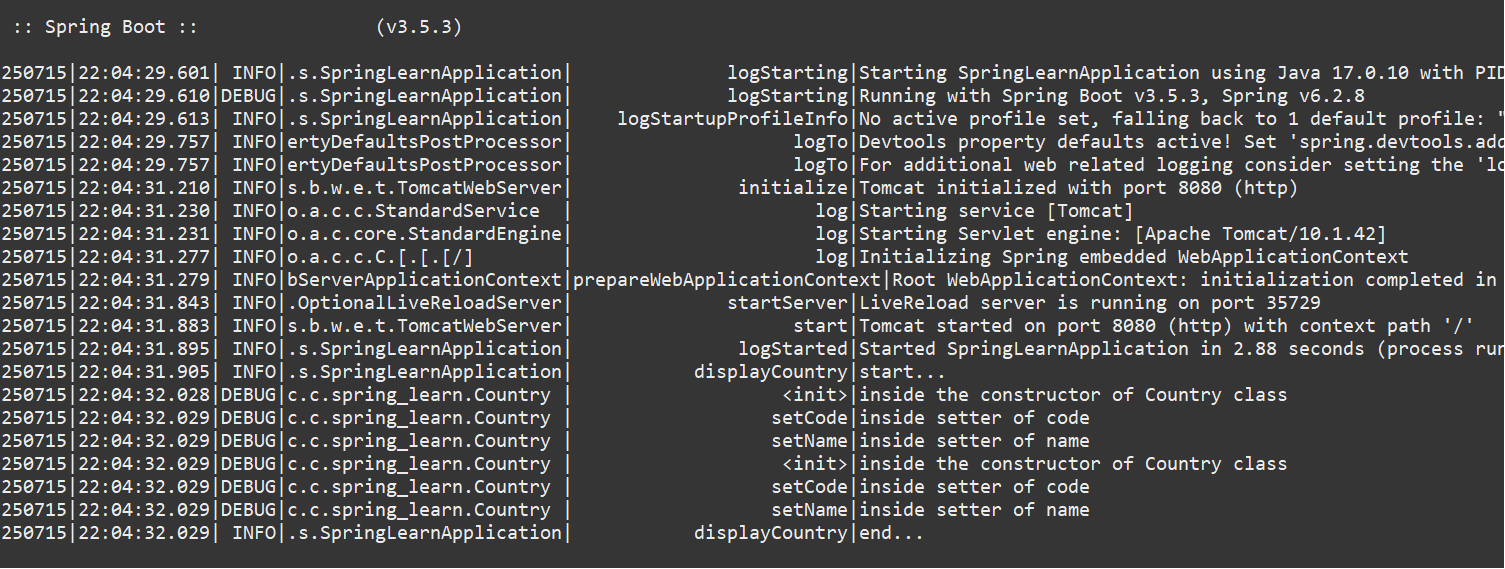 :: Spring Boot ::                (v3.5.3)
250715|22:04:29.601| INFO|.s.SpringLearnApplication|              logStarting|Starting SpringLearnApplication using Java 17.0.10 with PID
250715|22:04:29.610|DEBUG|.s.SpringLearnApplication|              logStarting|Running with Spring Boot v3.5.3, Spring v6.2.8
250715|22:04:29.613| INFO|.s.SpringLearnApplication|    logStartupProfileInfo|No active profile set, falling back to 1 default profile: "
250715|22:04:29.757| INFO|ertyDefaultsPostProcessor|                    logTo|Devtools property defaults active! Set 'spring.devtools.add
250715|22:04:29.757| INFO|ertyDefaultsPostProcessor|                    logTo|For additional web related logging consider setting the 'lo
250715|22:04:31.210| INFO|s.b.w.e.t.TomcatWebServer|               initialize|Tomcat initialized with port 8080 (http)
250715|22:04:31.230| INFO|o.a.c.c.StandardService  |                      log|Starting service [Tomcat]
250715|22:04:31.231| INFO|o.a.c.core.StandardEngine|                      log|Starting Servlet engine: [Apache Tomcat/10.1.42]
250715|22:04:31.277| INFO|o.a.c.c.C.[.[.[/]        |                      log|Initializing Spring embedded WebApplicationContext
250715|22:04:31.279| INFO|bServerApplicationContext|prepareWebApplicationContext|Root WebApplicationContext: initialization completed in
250715|22:04:31.843| INFO|.OptionalLiveReloadServer|              startServer|LiveReload server is running on port 35729
250715|22:04:31.883| INFO|s.b.w.e.t.TomcatWebServer|                    start|Tomcat started on port 8080 (http) with context path '/'
250715|22:04:31.895| INFO|.s.SpringLearnApplication|               logStarted|Started SpringLearnApplication in 2.88 seconds (process run
250715|22:04:31.905| INFO|.s.SpringLearnApplication|           displayCountry|start...
250715|22:04:32.028|DEBUG|c.c.spring_learn.Country |                   <init>|inside the constructor of Country class
250715|22:04:32.029|DEBUG|c.c.spring_learn.Country |                  setCode|inside setter of code
250715|22:04:32.029|DEBUG|c.c.spring_learn.Country |                  setName|inside setter of name
250715|22:04:32.029|DEBUG|c.c.spring_learn.Country |                   <init>|inside the constructor of Country class
250715|22:04:32.029|DEBUG|c.c.spring_learn.Country |                  setCode|inside setter of code
250715|22:04:32.029|DEBUG|c.c.spring_learn.Country |                  setName|inside setter of name
250715|22:04:32.029| INFO|.s.SpringLearnApplication|           displayCountry|end...